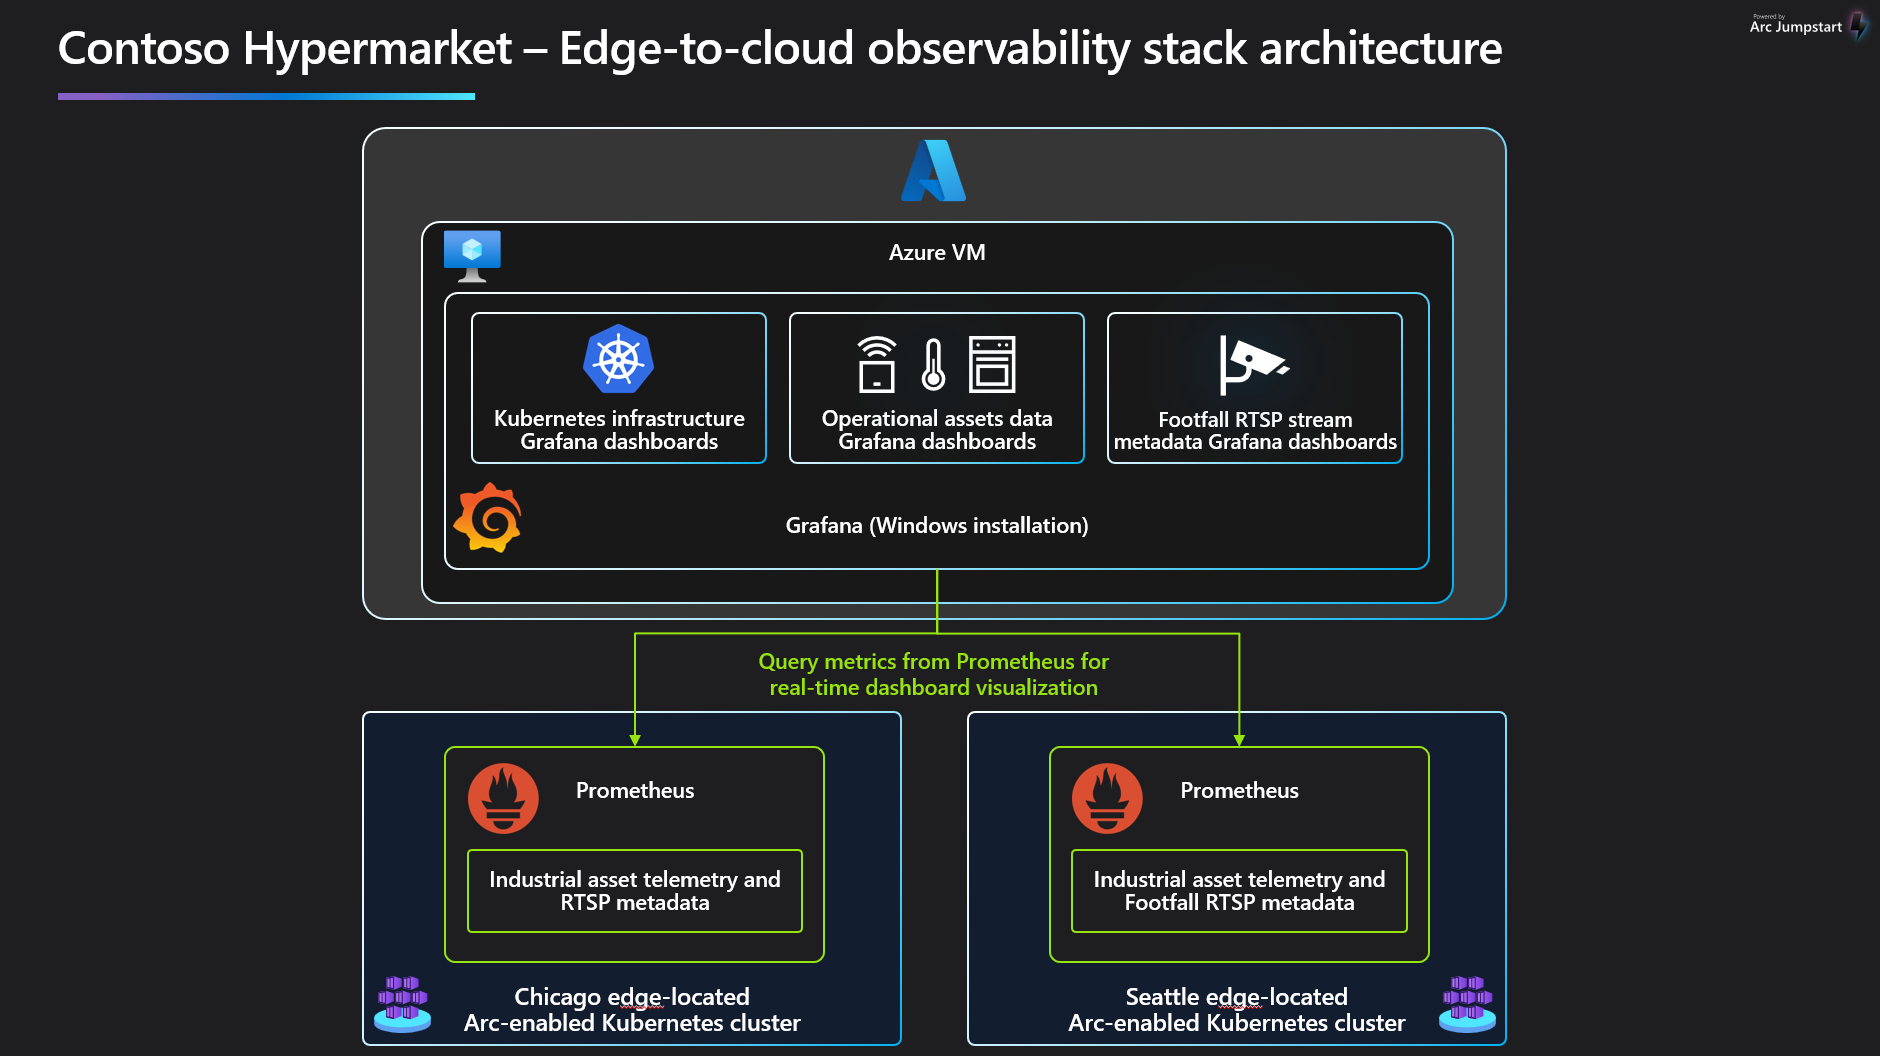 Contoso Hypermarket – Edge-to-cloud observability stack architecture
Powered by
Arc Jumpstart
Azure VM
Kubernetes infrastructure
Grafana dashboards
Operational assets data
Grafana dashboards
Footfall RTSP stream
metadata Grafana dashboards
Grafana (Windows installation)
Query metrics from Prometheus for
real-time dashboard visualization
Prometheus
Industrial asset telemetry and
RTSP metadata
Chicago edge-located
Arc-enabled Kubernetes cluster
Prometheus
Industrial asset telemetry and
Footfall RTSP metadata
Seattle edge-located
Arc-enabled Kubernetes cluster